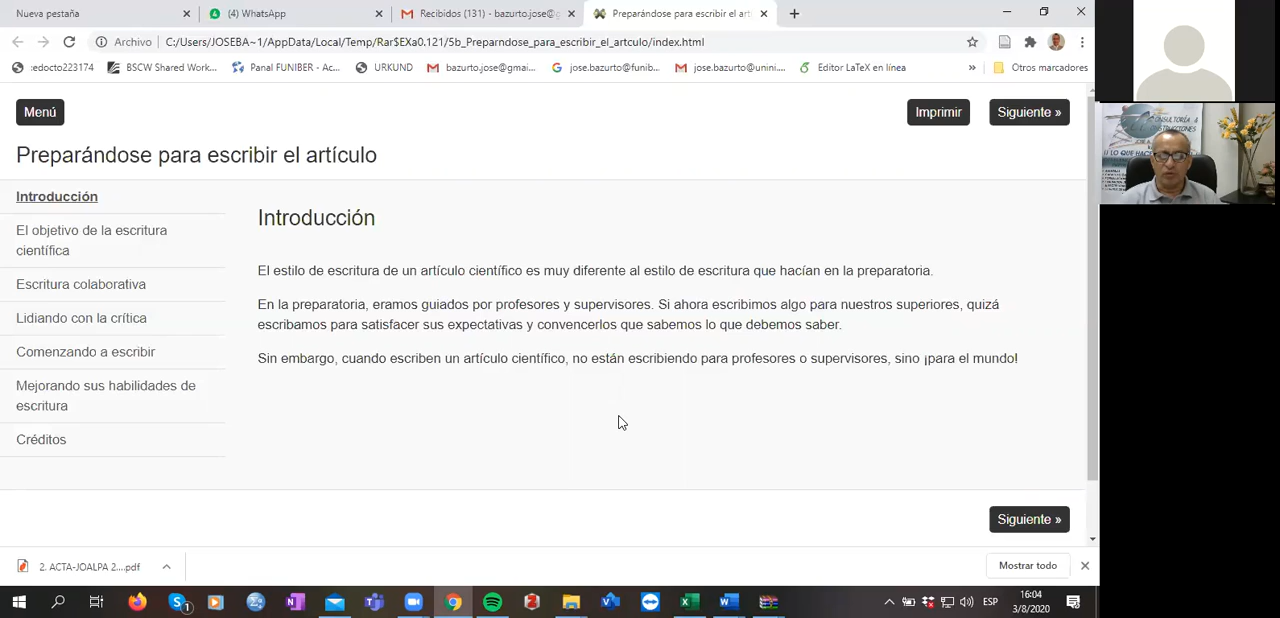 Nueva pestaña
(4) WhatsApp
Recibidos (131) - bazurto.jose@g
Preparándose para escribir el art
Archivo
C:/Users/JOSEBA~1/AppData/Local/Temp/Rar$EXa0.121/5b_Preparndose_para_escribir_el_artculo/index.html
:edocto223174
BSCW Shared Work...
Panal FUNIBER - Ac...
URKUND
bazurto.jose@gmai...
jose.bazurto@funib...
jose.bazurto@unini....
Editor LaTeX en línea
»
Otros marcadores
Menú
Imprimir
Siguiente »
Preparándose para escribir el artículo
Introducción
El objetivo de la escritura
científica
Escritura colaborativa
Lidiando con la crítica
Comenzando a escribir
Mejorando sus habilidades de
escritura
Créditos
Introducción
El estilo de escritura de un artículo científico es muy diferente al estilo de escritura que hacían en la preparatoria.
En la preparatoria, eramos guiados por profesores y supervisores. Si ahora escribimos algo para nuestros superiores, quizá
escribamos para satisfacer sus expectativas y convencerlos que sabemos lo que debemos saber.
Sin embargo, cuando escriben un artículo científico, no están escribiendo para profesores o supervisores, sino ¡para el mundo!
Siguiente »
2. ACTA-JOALPA 2....pdf
Mostrar todo
ESP
16:04
3/8/2020
CONSULTORÍA
LO QUE HACE